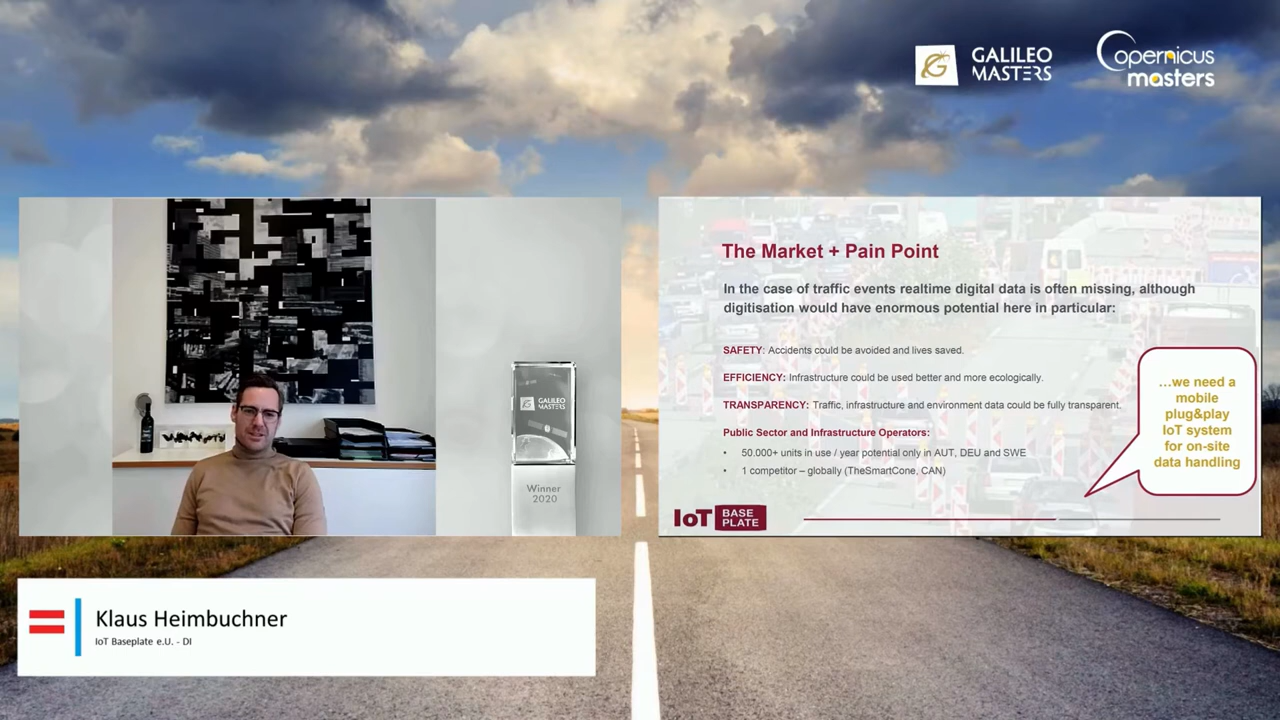 GALILEO
MASTERS
Copernicus
masters
GALILEO
MASTERS
Winner
2020
The Market + Pain Point
In the case of traffic events realtime digital data is often missing, although
digitisation would have enormous potential here in particular:
SAFETY: Accidents could be avoided and lives saved.
EFFICIENCY: Infrastructure could be used better and more ecologically.
TRANSPARENCY: Traffic, infrastructure and environment data could be fully transparent.
Public Sector and Infrastructure Operators:
• 50.000+ units in use / year potential only in AUT, DEU and SWE
• 1 competitor – globally (TheSmartCone, CAN)
...we need a
mobile
plug&play
IoT system
for on-site
data handling
IoT BASE
PLATE
Klaus Heimbuchner
IoT Baseplate e.U. - DI